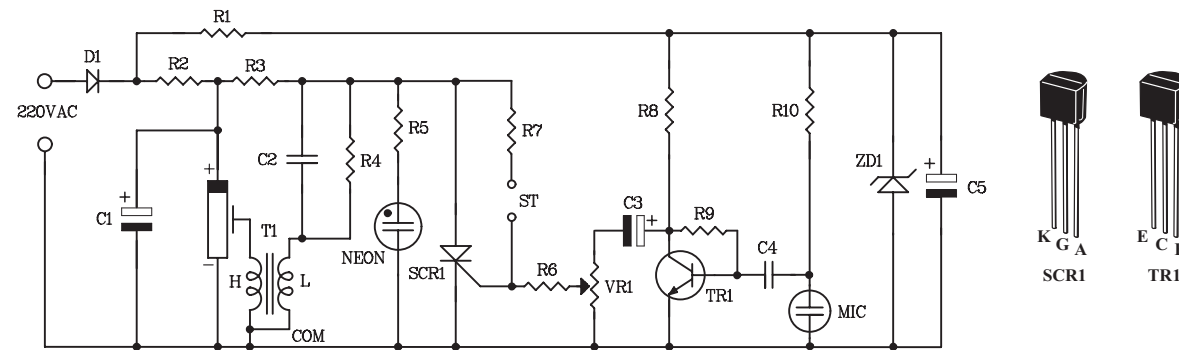 R1
D1
R2
R3
220VAC
C1
+
−
+
C2
R4
R5
R7
ST
T1
H
L
COM
NEON
SCR1
R6
VR1
C3
+
R8
R9
C4
TR1
R10
MIC
ZD1
+
C5
K G A
SCR1
E C
TR1